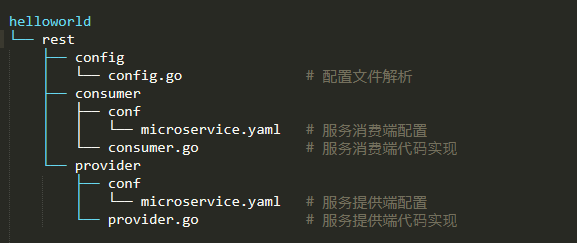 helloworld
└── rest
    ├── config
    │   └── config.go # 配置文件解析
    ├── consumer
    │   ├── conf
    │   │   └── microservice.yaml # 服务消费端配置
    │   └── consumer.go # 服务消费端代码实现
    └── provider
        ├── conf
        │   └── microservice.yaml # 服务提供端配置
        └── provider.go # 服务提供端代码实现